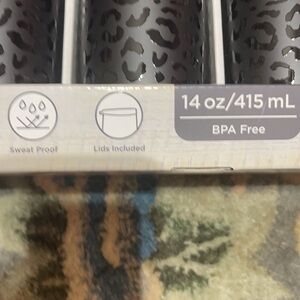 14 oz/415 mL
BPA Free
Sweat Proof
Lids Included